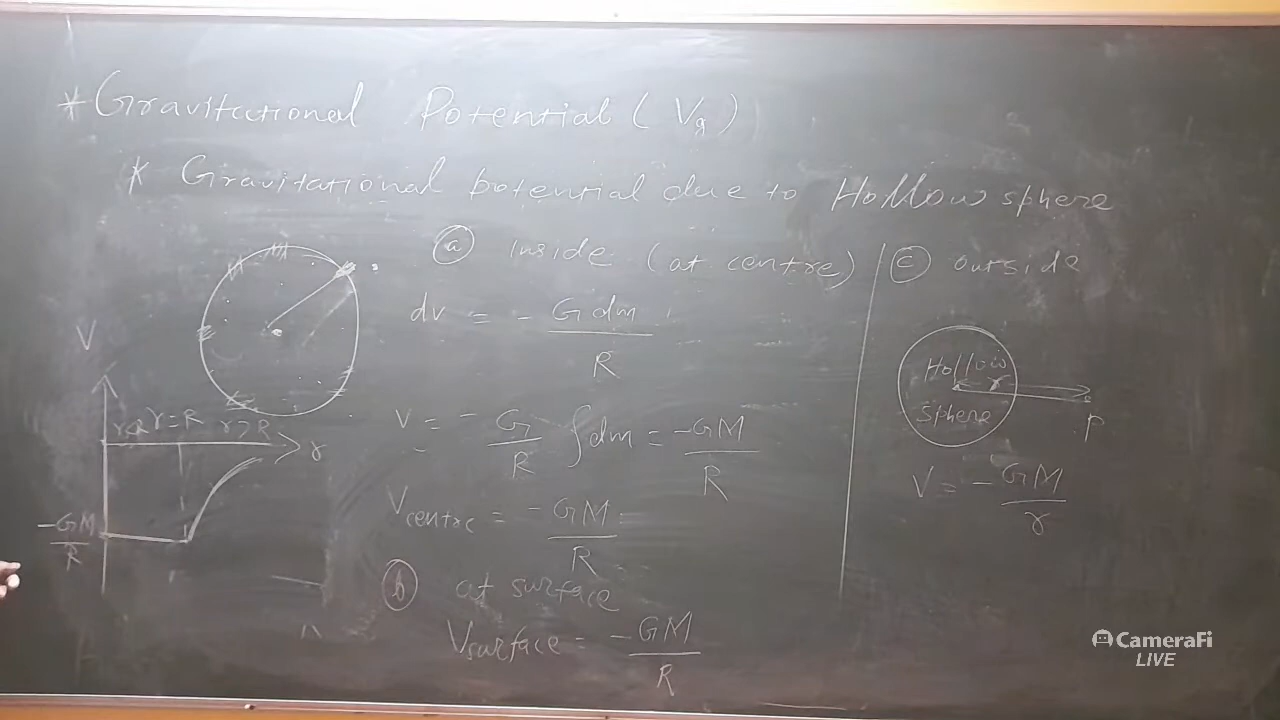 * Gravitational Potential (Vg)
* Gravitational potential due to Hollow sphere
(a) Inside (at centre)
dv = - G dm / R
V = - G/R ∫dm = -GM/R
Vcentre = -GM/R
(b) at surface
Vsurface = -GM/R
V
r<R r=R r>R
r
-GM/R
(c) outside
Hollow
r
Sphere
P
V = -GM/r
CameraFi
LIVE